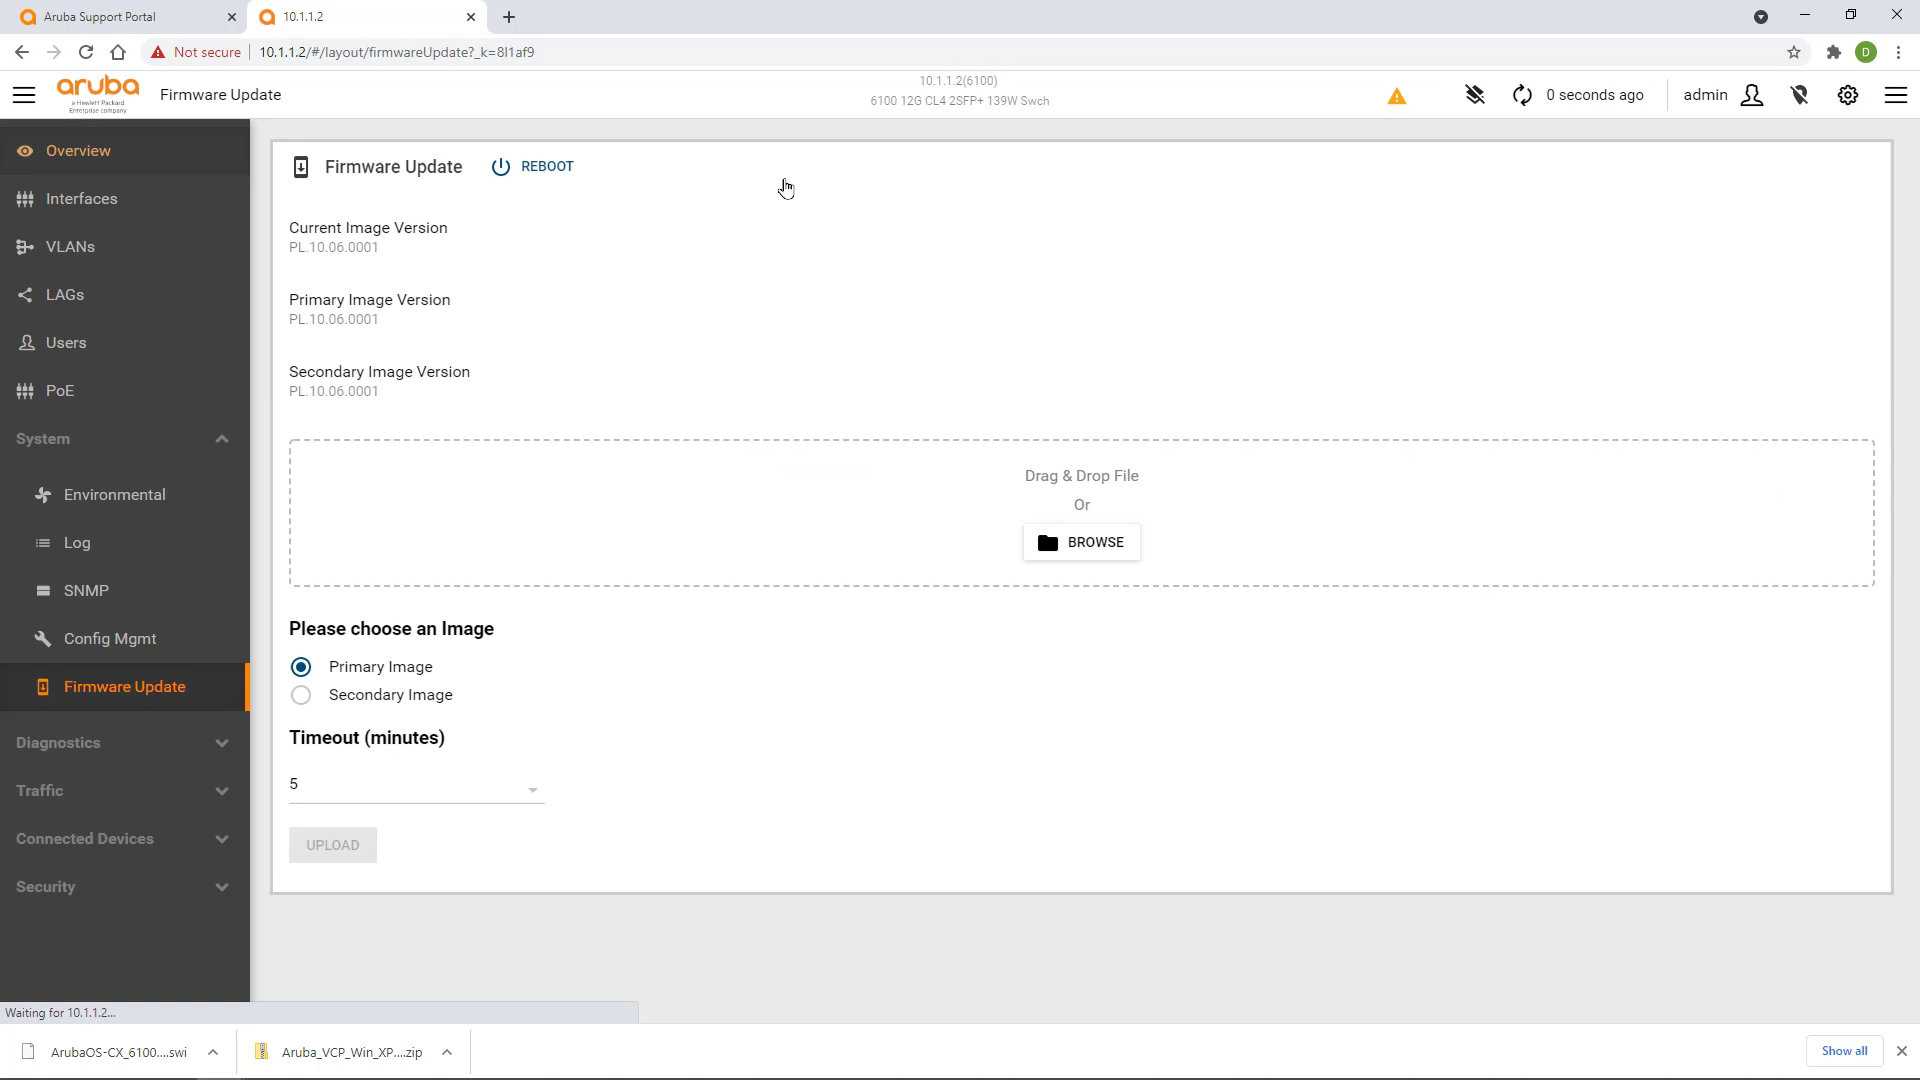 Aruba Support Portal
10.1.1.2
Not secure
10.1.1.2/#/layout/firmwareUpdate?_k=8l1af9
D
aruba
a Hewlett Packard
Enterprise company
Firmware Update
10.1.1.2(6100)
6100 12G CL4 2SFP+ 139W Swch
0 seconds ago
admin
Overview
Interfaces
VLANs
LAGs
Users
PoE
System
Environmental
Log
SNMP
Config Mgmt
Firmware Update
Diagnostics
Traffic
Connected Devices
Security
Firmware Update
REBOOT
Current Image Version
PL.10.06.0001
Primary Image Version
PL.10.06.0001
Secondary Image Version
PL.10.06.0001
Drag & Drop File
Or
BROWSE
Please choose an Image
Primary Image
Secondary Image
Timeout (minutes)
5
UPLOAD
Waiting for 10.1.1.2...
ArubaOS-CX_6100....swi
Aruba_VCP_Win_XP....zip
Show all